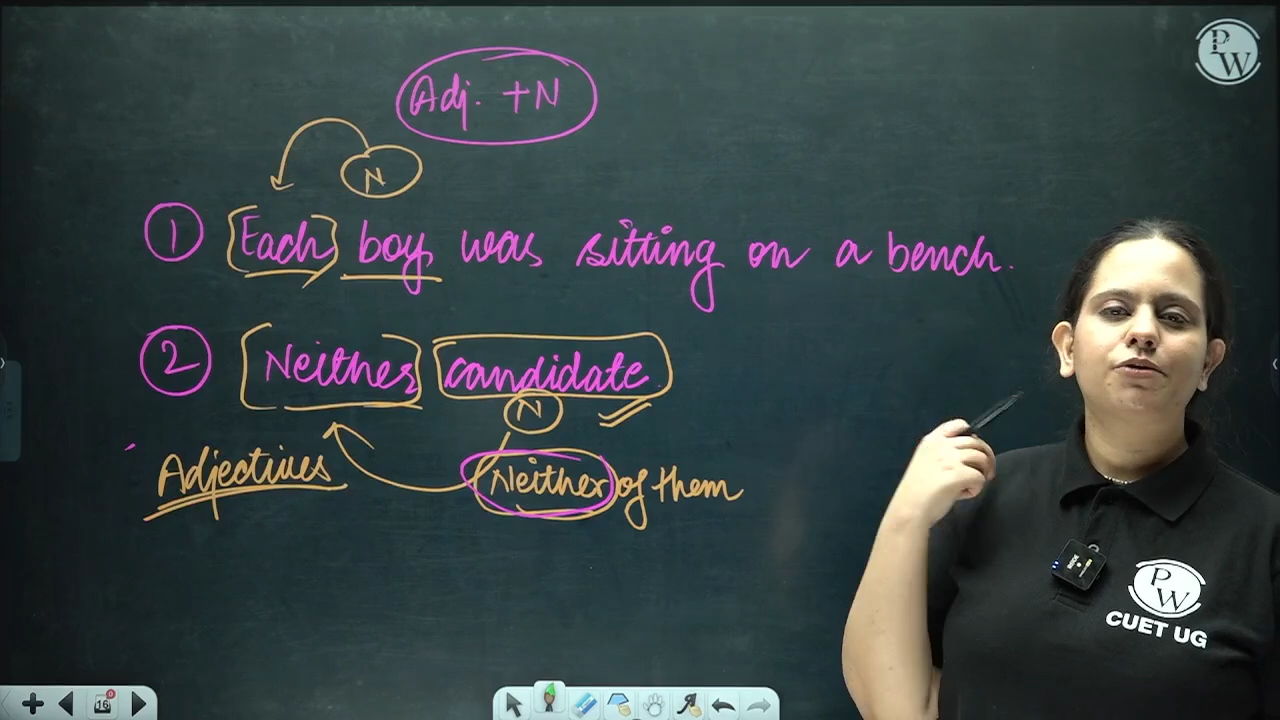 PW
Adj. + N
N
① Each boy was sitting on a bench.
② Neither candidate.
N
Adjectives
Neither of them
PW
CUET UG
16